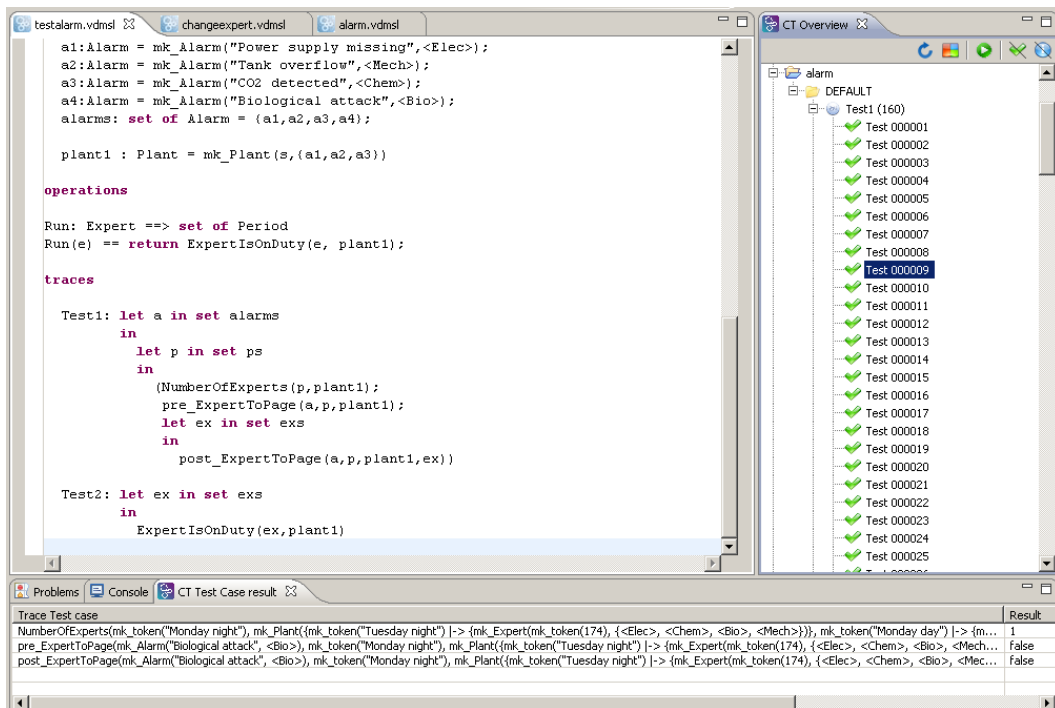 testalarm.vdmsl
changeexpert.vdmsl
alarm.vdmsl
a1:Alarm = mk_Alarm("Power supply missing",<Elec>);
a2:Alarm = mk_Alarm("Tank overflow",<Mech>);
a3:Alarm = mk_Alarm("CO2 detected",<Chem>);
a4:Alarm = mk_Alarm("Biological attack",<Bio>);
alarms: set of Alarm = {a1,a2,a3,a4};
plant1 : Plant = mk_Plant(s,{a1,a2,a3})
operations
Run: Expert ==> set of Period
Run(e) == return ExpertIsOnDuty(e, plant1);
traces
Test1: let a in set alarms
in
let p in set ps
in
(NumberOfExperts(p,plant1);
pre_ExpertToPage(a,p,plant1);
let ex in set exs
in
post_ExpertToPage(a,p,plant1,ex))
Test2: let ex in set exs
in
ExpertIsOnDuty(ex,plant1)
CT Overview
alarm
DEFAULT
Test1 (160)
Test 000001
Test 000002
Test 000003
Test 000004
Test 000005
Test 000006
Test 000007
Test 000008
Test 000009
Test 000010
Test 000011
Test 000012
Test 000013
Test 000014
Test 000015
Test 000016
Test 000017
Test 000018
Test 000019
Test 000020
Test 000021
Test 000022
Test 000023
Test 000024
Test 000025
Problems
Console
CT Test Case result
Trace Test case Result
NumberOfExperts(mk_token("Monday night"), mk_Plant({mk_token("Tuesday night") |-> {mk_Expert(mk_token(174), {<Elec>, <Chem>, <Bio>, <Mech>})}, mk_token("Monday day") |-> {m... 1
pre_ExpertToPage(mk_Alarm("Biological attack", <Bio>), mk_token("Monday night"), mk_Plant({mk_token("Tuesday night") |-> {mk_Expert(mk_token(174), {<Elec>, <Chem>, <Bio>, <Mech... false
post_ExpertToPage(mk_Alarm("Biological attack", <Bio>), mk_token("Monday night"), mk_Plant({mk_token("Tuesday night") |-> {mk_Expert(mk_token(174), {<Elec>, <Chem>, <Bio>, <Mec... false